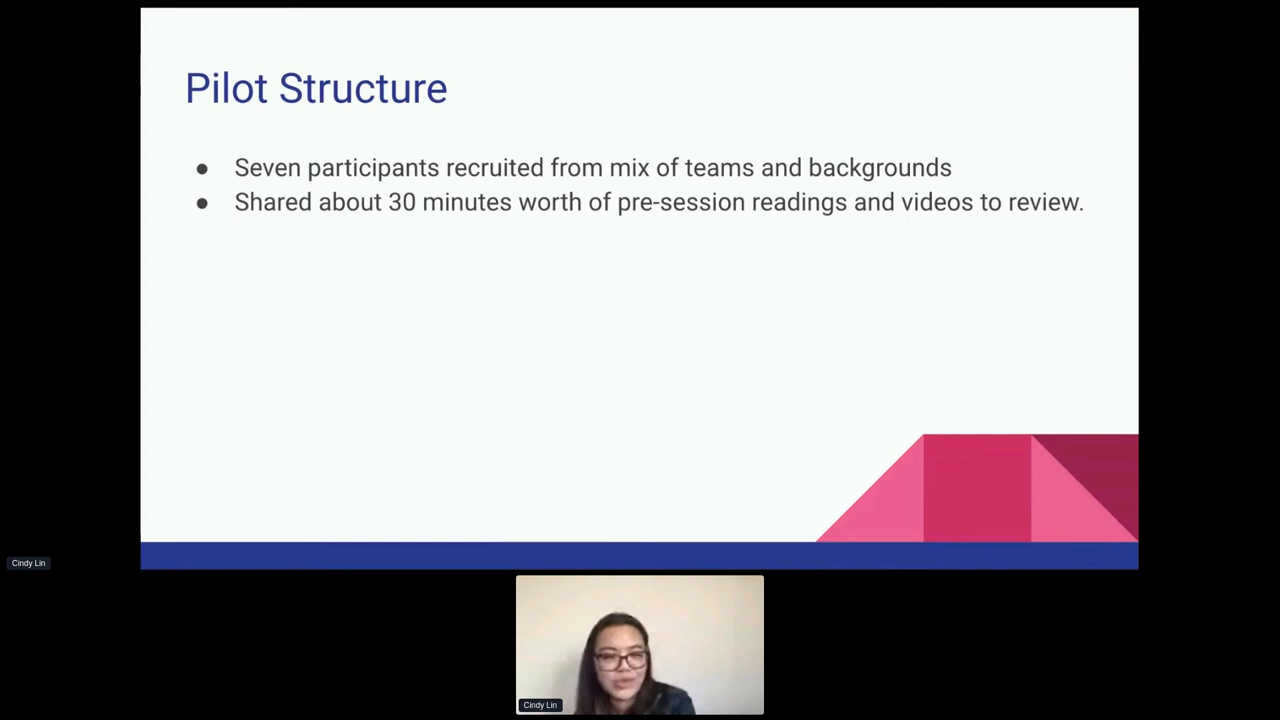 Pilot Structure
● Seven participants recruited from mix of teams and backgrounds
● Shared about 30 minutes worth of pre-session readings and videos to review.
Cindy Lin
Cindy Lin